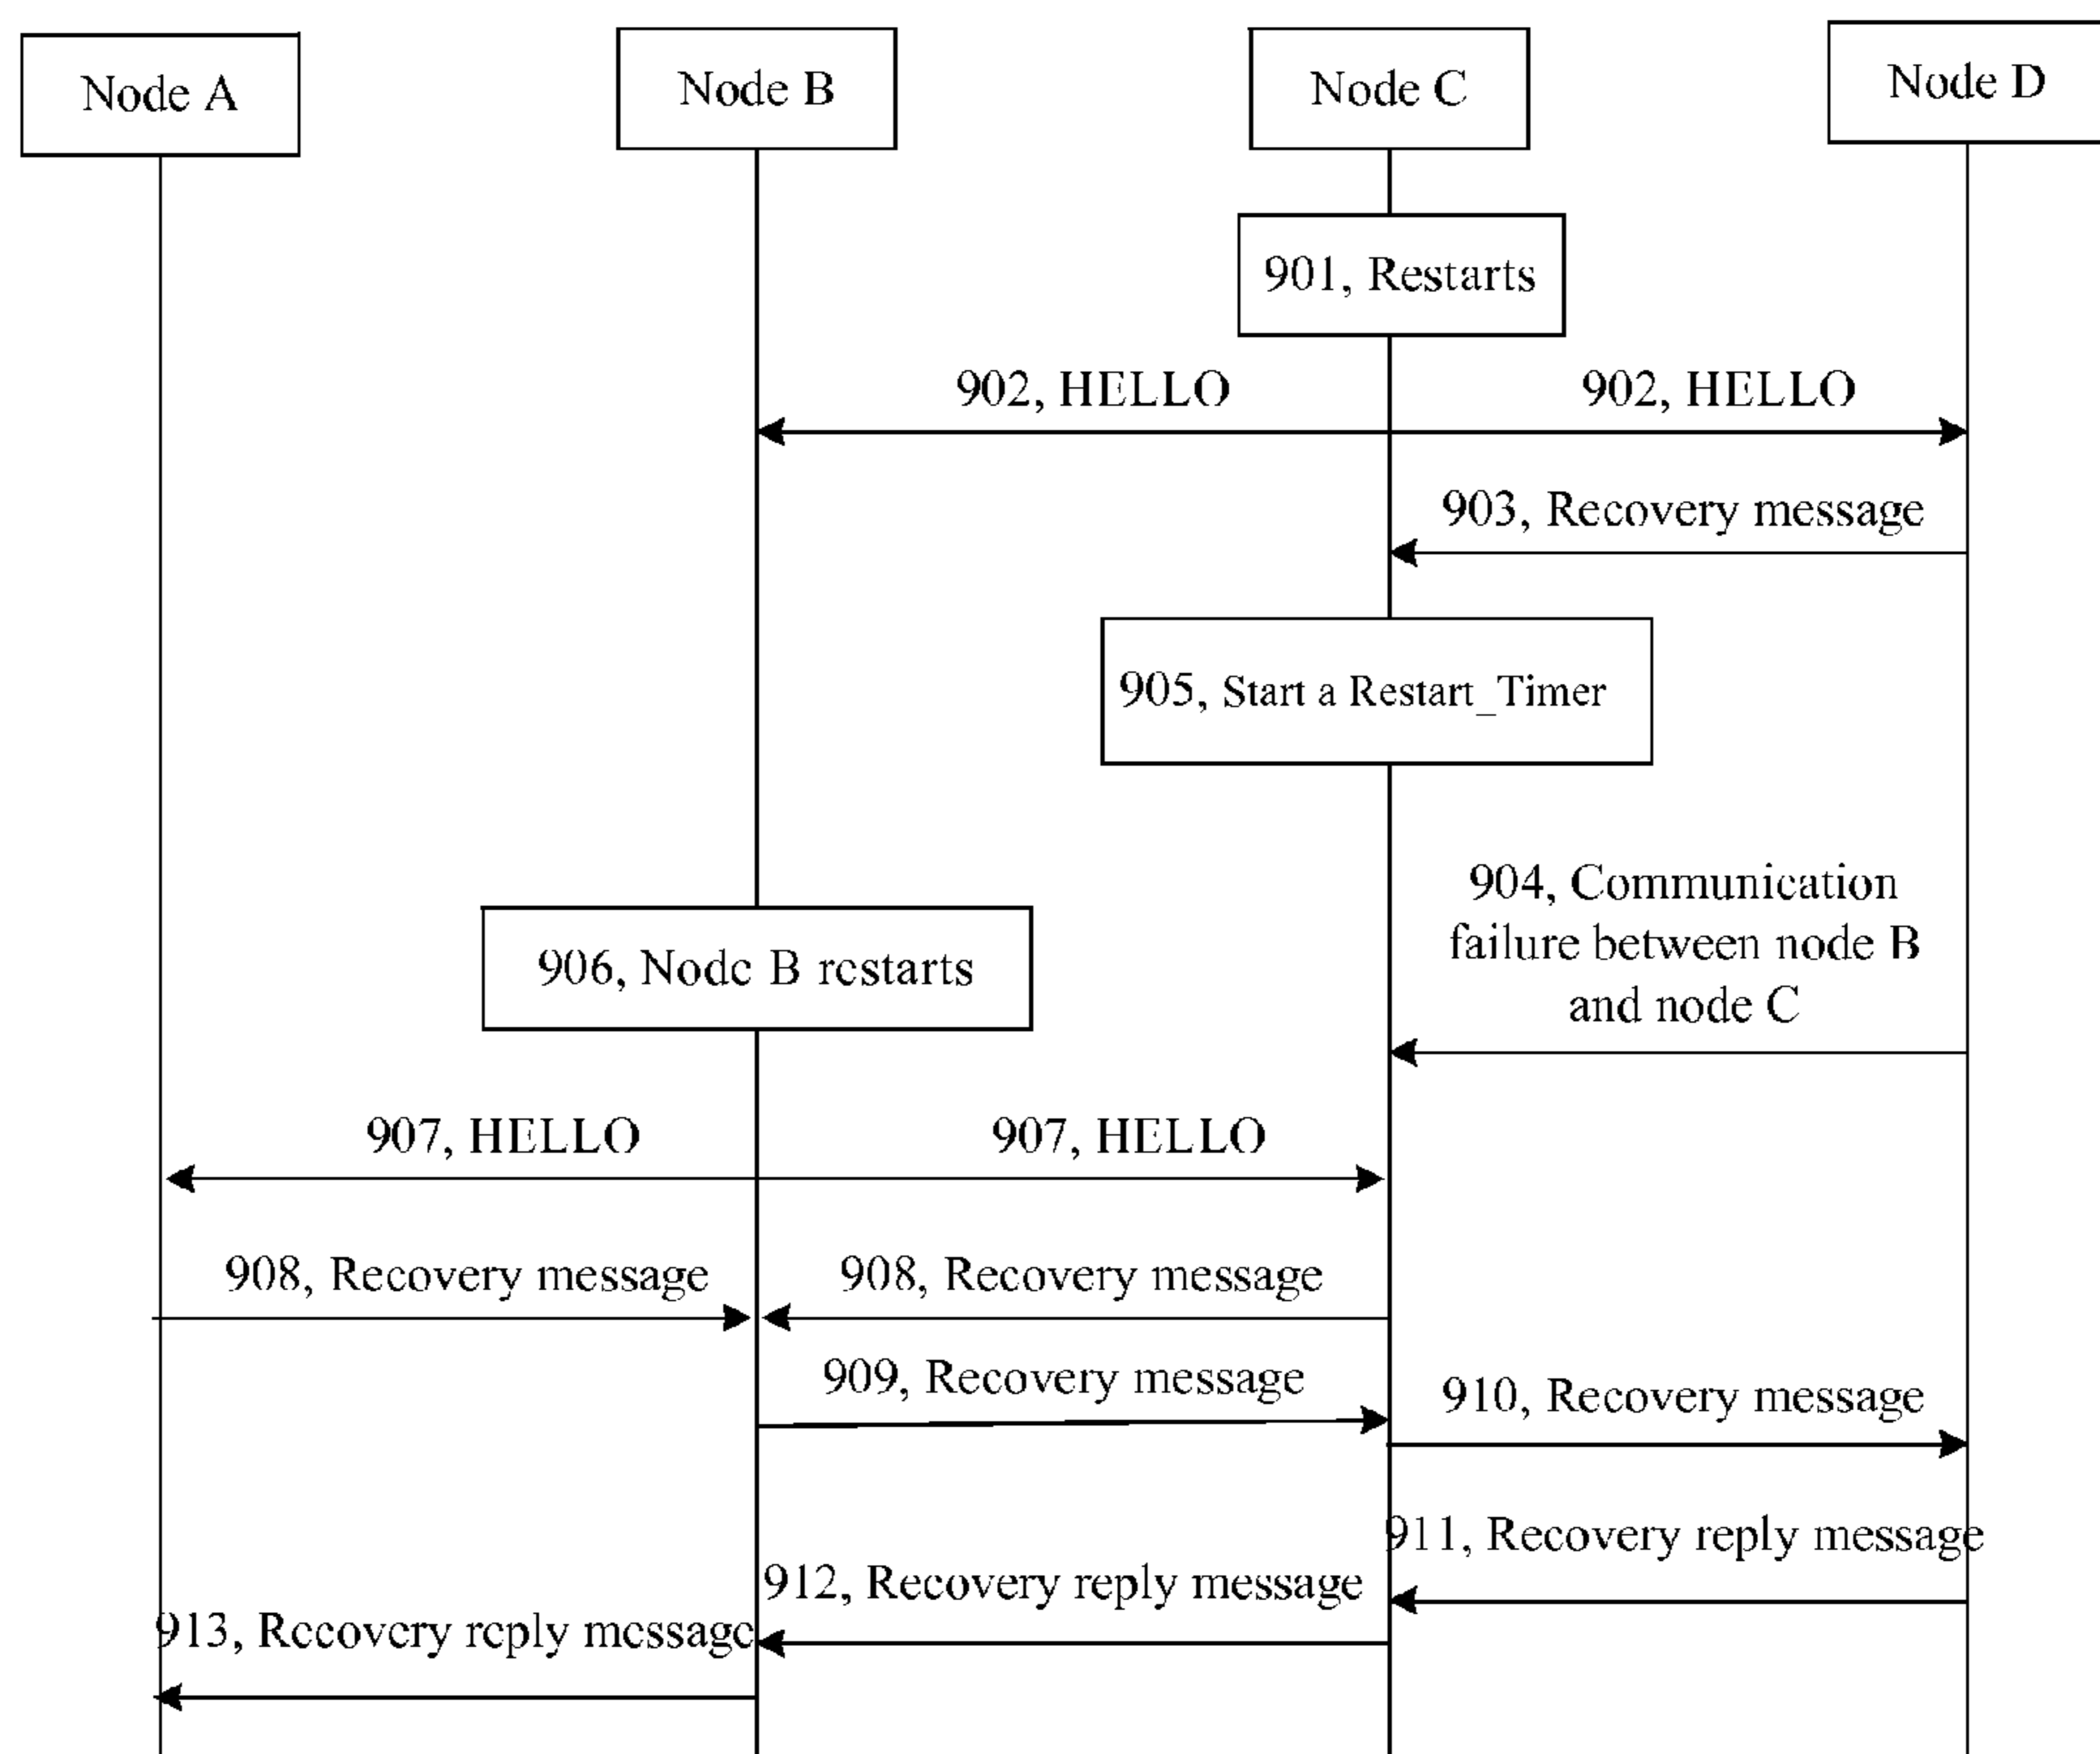 Node A
Node B
Node C
Node D
901, Restarts
902, HELLO
902, HELLO
903, Recovery message
905, Start a Restart_Timer
904, Communication
failure between node B
and node C
906, Node B restarts
907, HELLO
907, HELLO
908, Recovery message
908, Recovery message
909, Recovery message
910, Recovery message
911, Recovery reply message
912, Recovery reply message
913, Recovery reply message